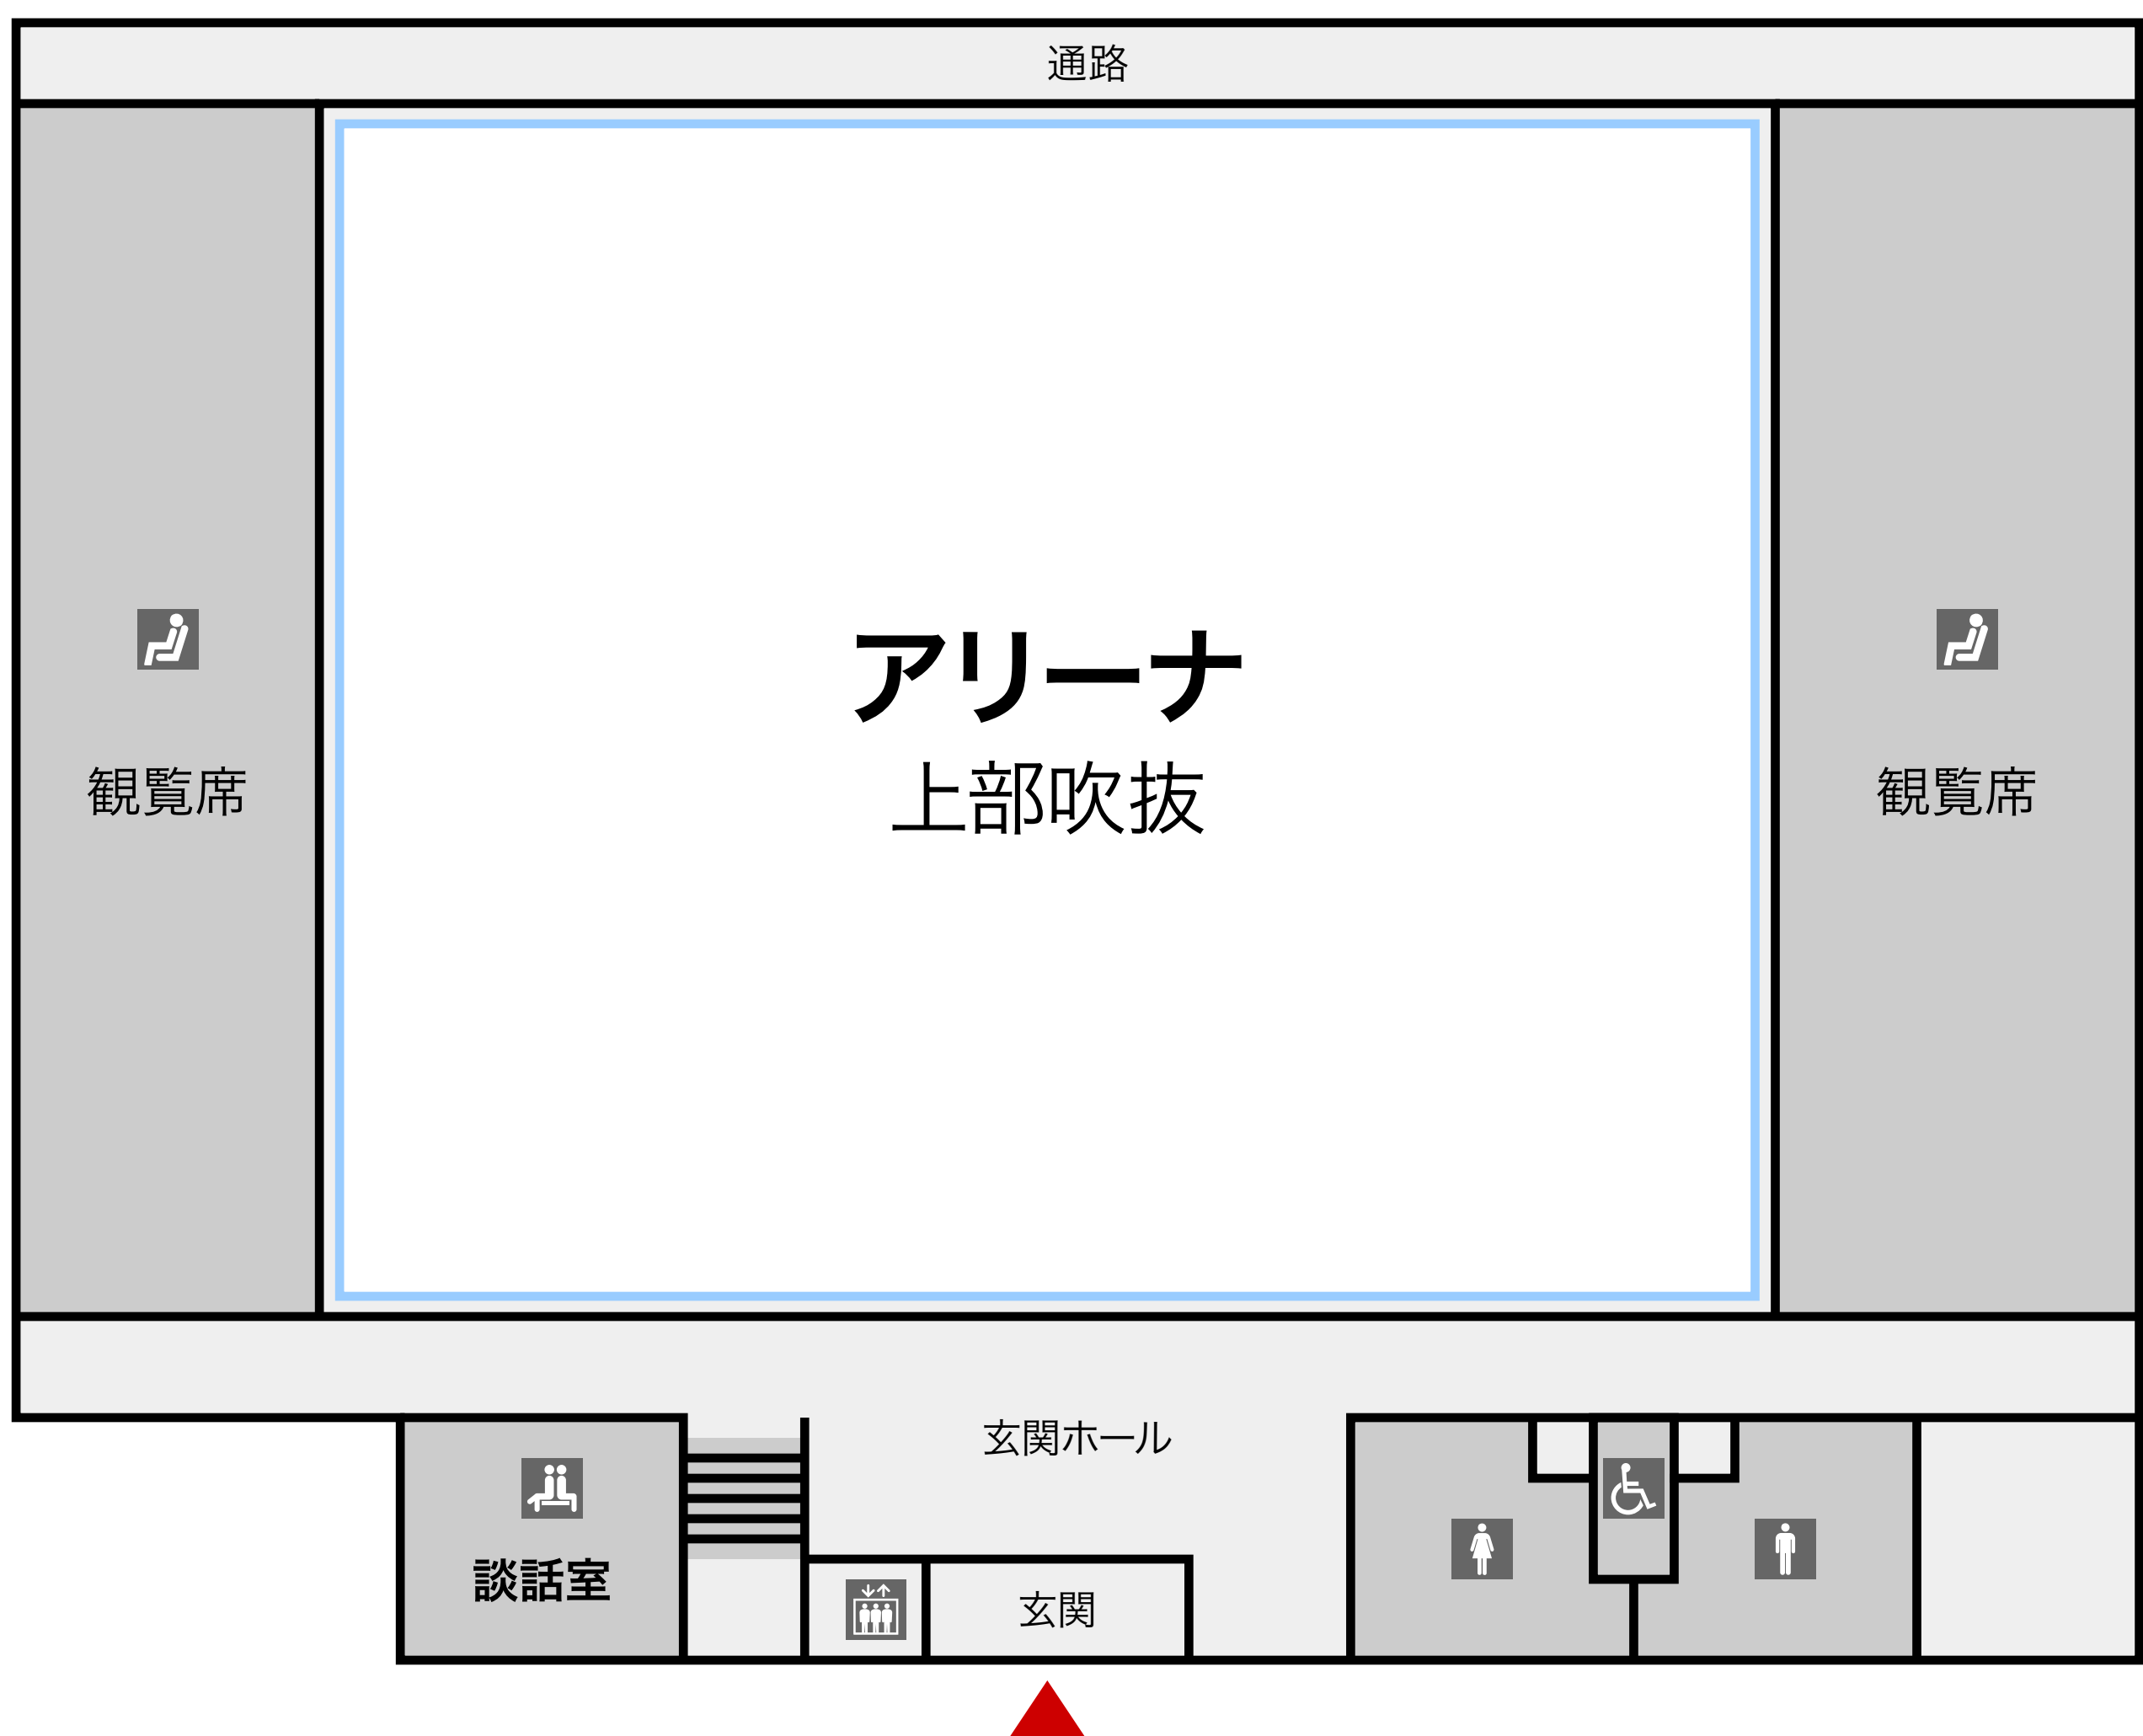 通路
アリーナ
上部吹抜
観覧席
観覧席
玄関ホール
談話室
玄関